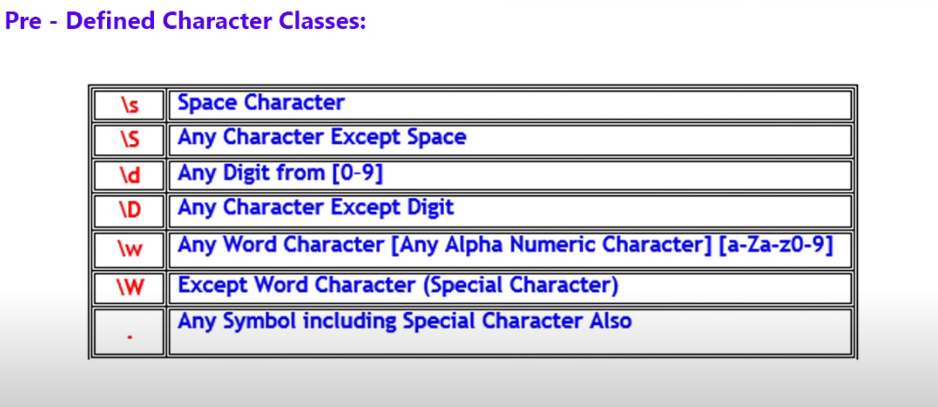 Pre - Defined Character Classes:
\s Space Character
\S Any Character Except Space
\d Any Digit from [0-9]
\D Any Character Except Digit
\w Any Word Character [Any Alpha Numeric Character] [a-Za-z0-9]
\W Except Word Character (Special Character)
. Any Symbol including Special Character Also